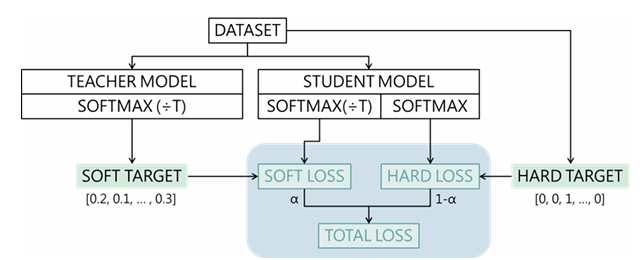 DATASET
TEACHER MODEL
SOFTMAX (÷T)
STUDENT MODEL
SOFTMAX(÷T)
SOFTMAX
SOFT TARGET
[0.2, 0.1, ... , 0.3]
SOFT LOSS
HARD LOSS
HARD TARGET
[0, 0, 1, ..., 0]
α
1-α
TOTAL LOSS